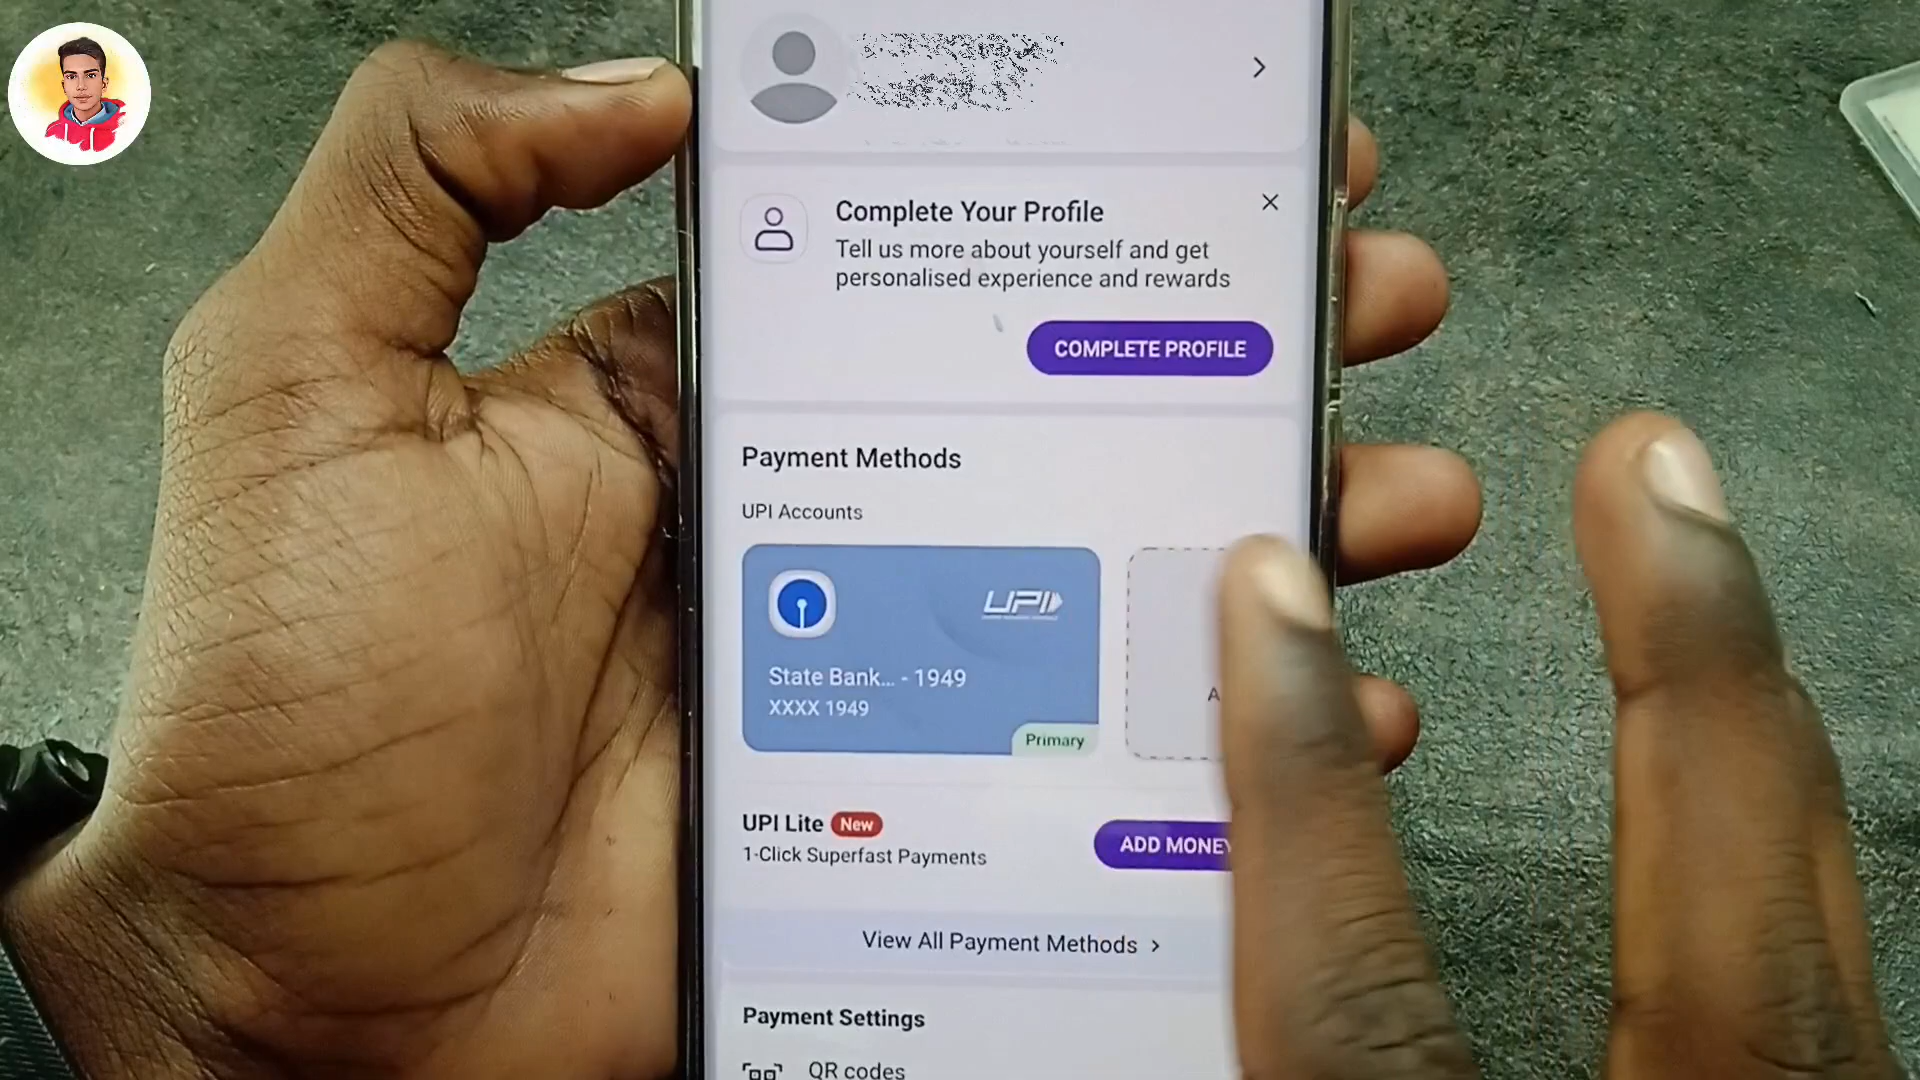 Complete Your Profile
Tell us more about yourself and get
personalised experience and rewards
COMPLETE PROFILE
Payment Methods
UPI Accounts
UPI
State Bank... - 1949
XXXX 1949
Primary
UPI Lite New
1-Click Superfast Payments
ADD MONEY
View All Payment Methods >
Payment Settings
QR codes